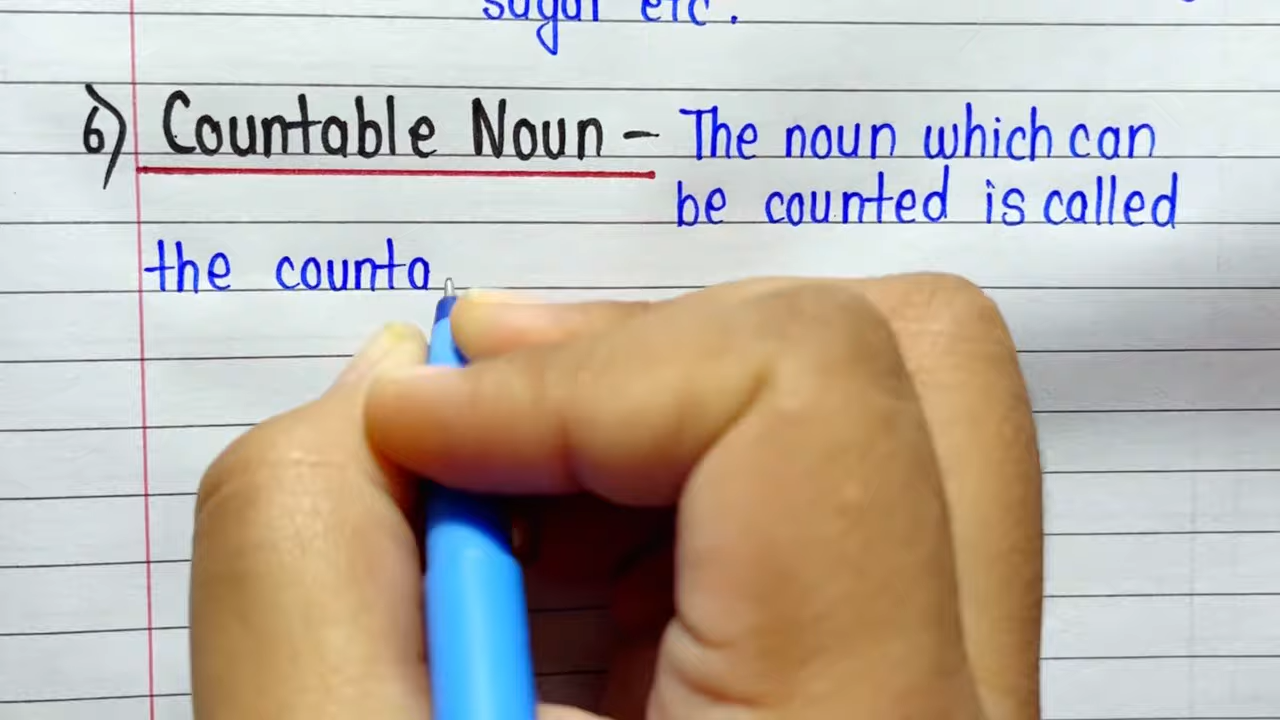 sugar etc.
6) Countable Noun - The noun which can
be counted is called
the counta